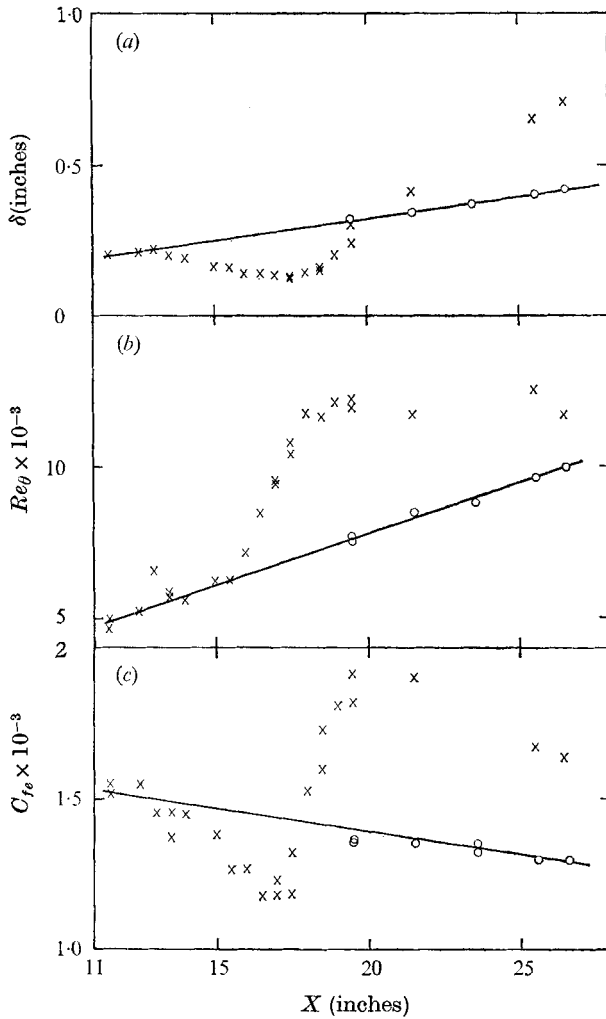 1·0
(a)
δ(inches)
0·5
0
(b)
Re_θ × 10⁻³
10
5
2
(c)
C_fe × 10⁻³
1·5
1·0
11
15
20
25
X (inches)